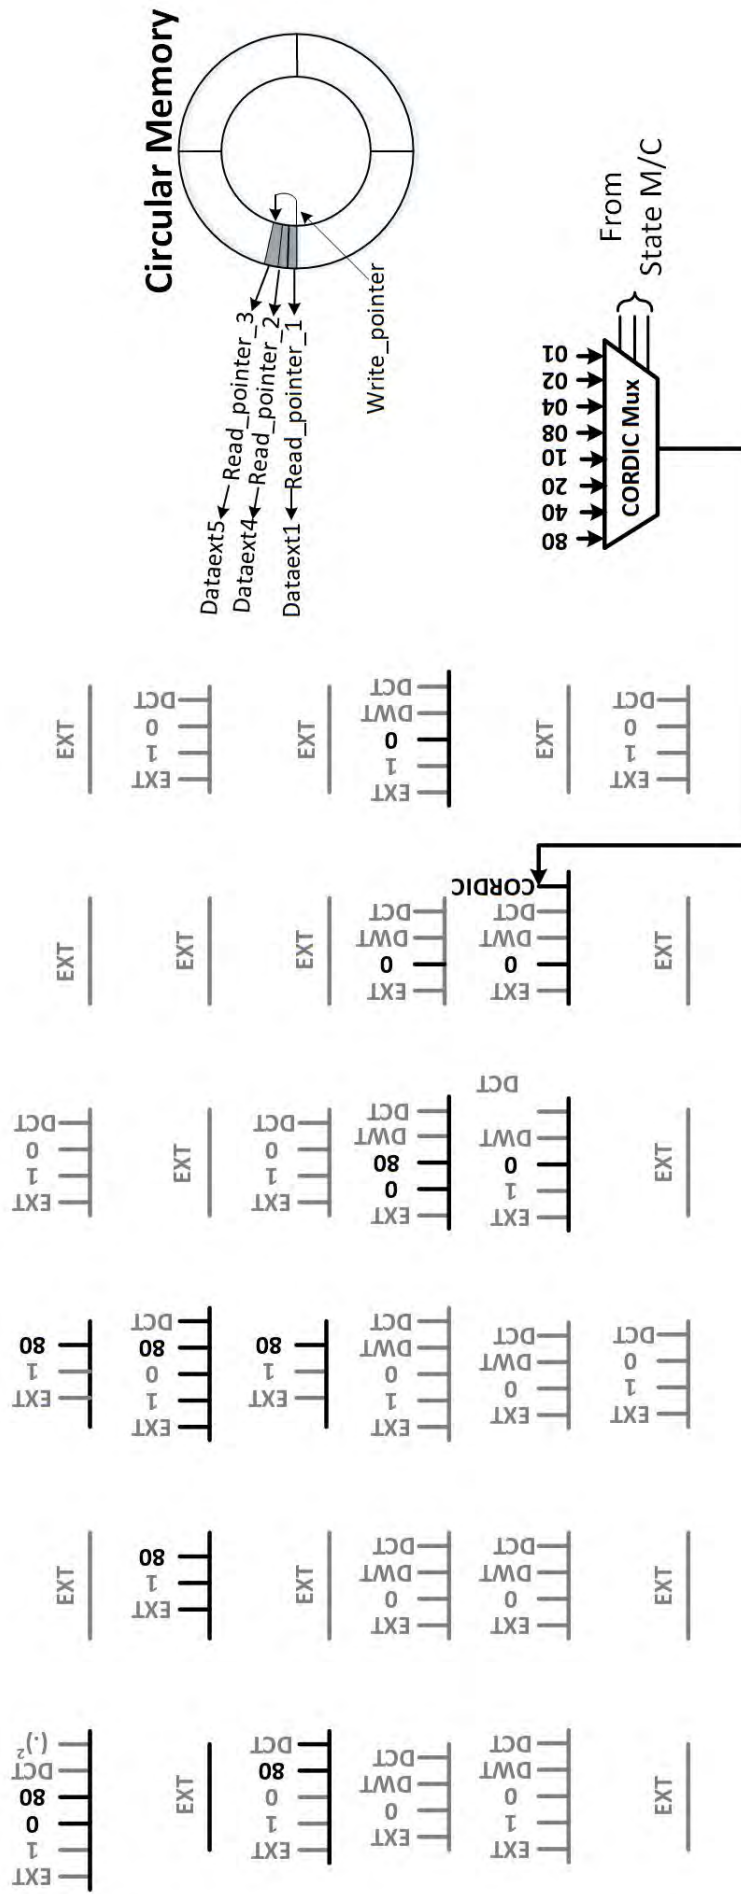 Circular Memory
Dataext5 Read_pointer_3
Dataext4 Read_pointer_2
Dataext1 Read_pointer_1
Write_pointer
From
State M/C
80 40 20 10 08 04 02 01
CORDIC Mux
EXT 1 0 80 DCT (.)²
EXT
EXT 1 80
EXT 1 0 DCT
EXT
EXT
EXT
EXT 1 80
EXT 1 0 80 DCT
EXT
EXT
EXT 1 0 DCT
EXT 1 0 80 DCT
EXT
EXT 1 80
EXT 1 0 DCT
EXT
EXT
EXT 0 DWT DCT
EXT 0 DWT DCT
EXT 1 0 DWT DCT
EXT 0 80 DWT DCT
EXT 0 DWT DCT
EXT 1 0 DWT DCT
EXT 1 0 DWT DCT
EXT 0 DWT DCT
EXT 0 DWT DCT
EXT 1 0 DWT DCT
EXT 0 DWT DCT CORDIC
EXT
EXT
EXT 1 0 DCT
EXT
EXT
EXT 1 0 DCT